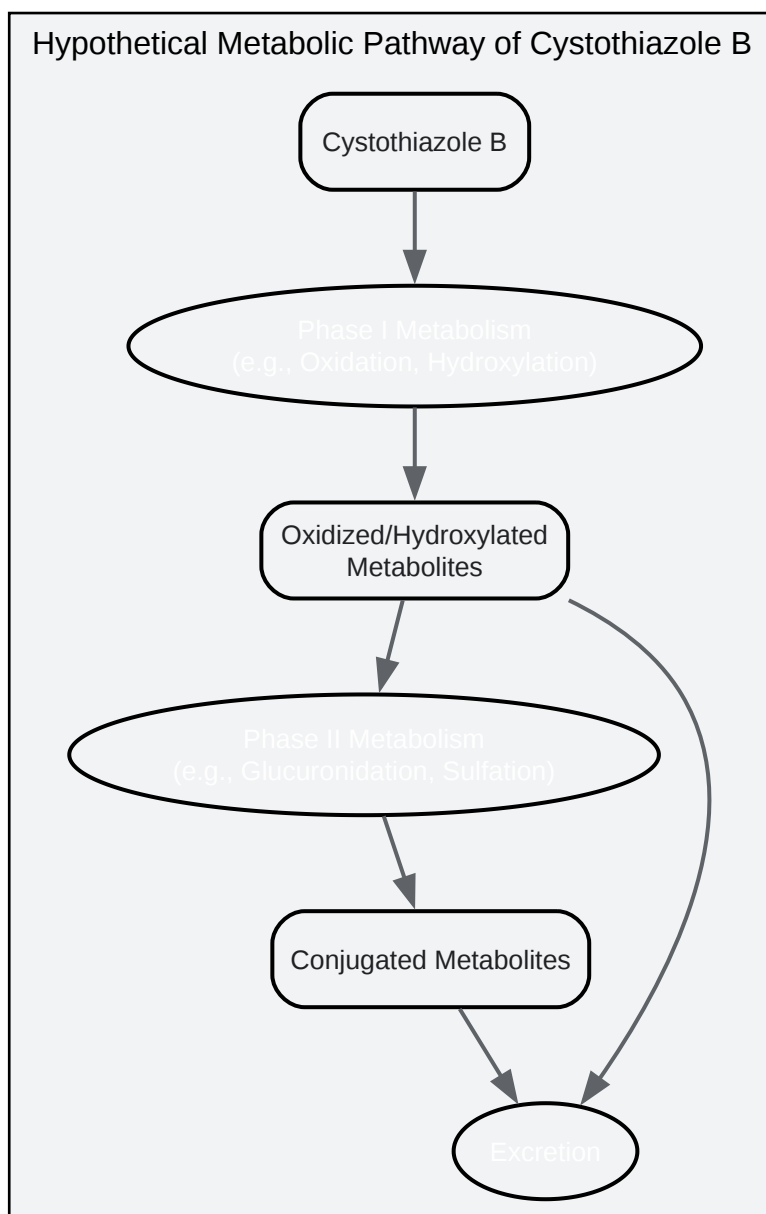 Hypothetical Metabolic Pathway of Cystothiazole B
Cystothiazole B
Phase I Metabolism
(e.g., Oxidation, Hydroxylation)
Oxidized/Hydroxylated
Metabolites
Phase II Metabolism
(e.g., Glucuronidation, Sulfation)
Conjugated Metabolites
Excretion